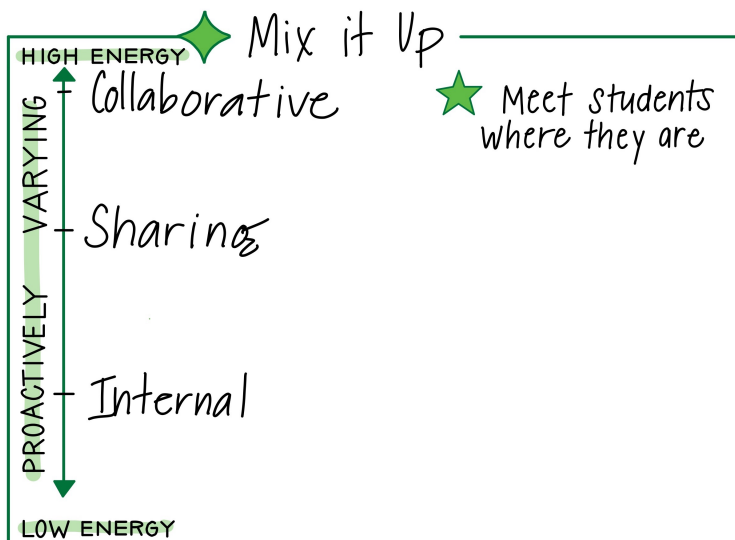 Mix it Up
HIGH ENERGY
Collaborative
Meet students
where they are
PROACTIVELY VARYING
Sharing
Internal
LOW ENERGY